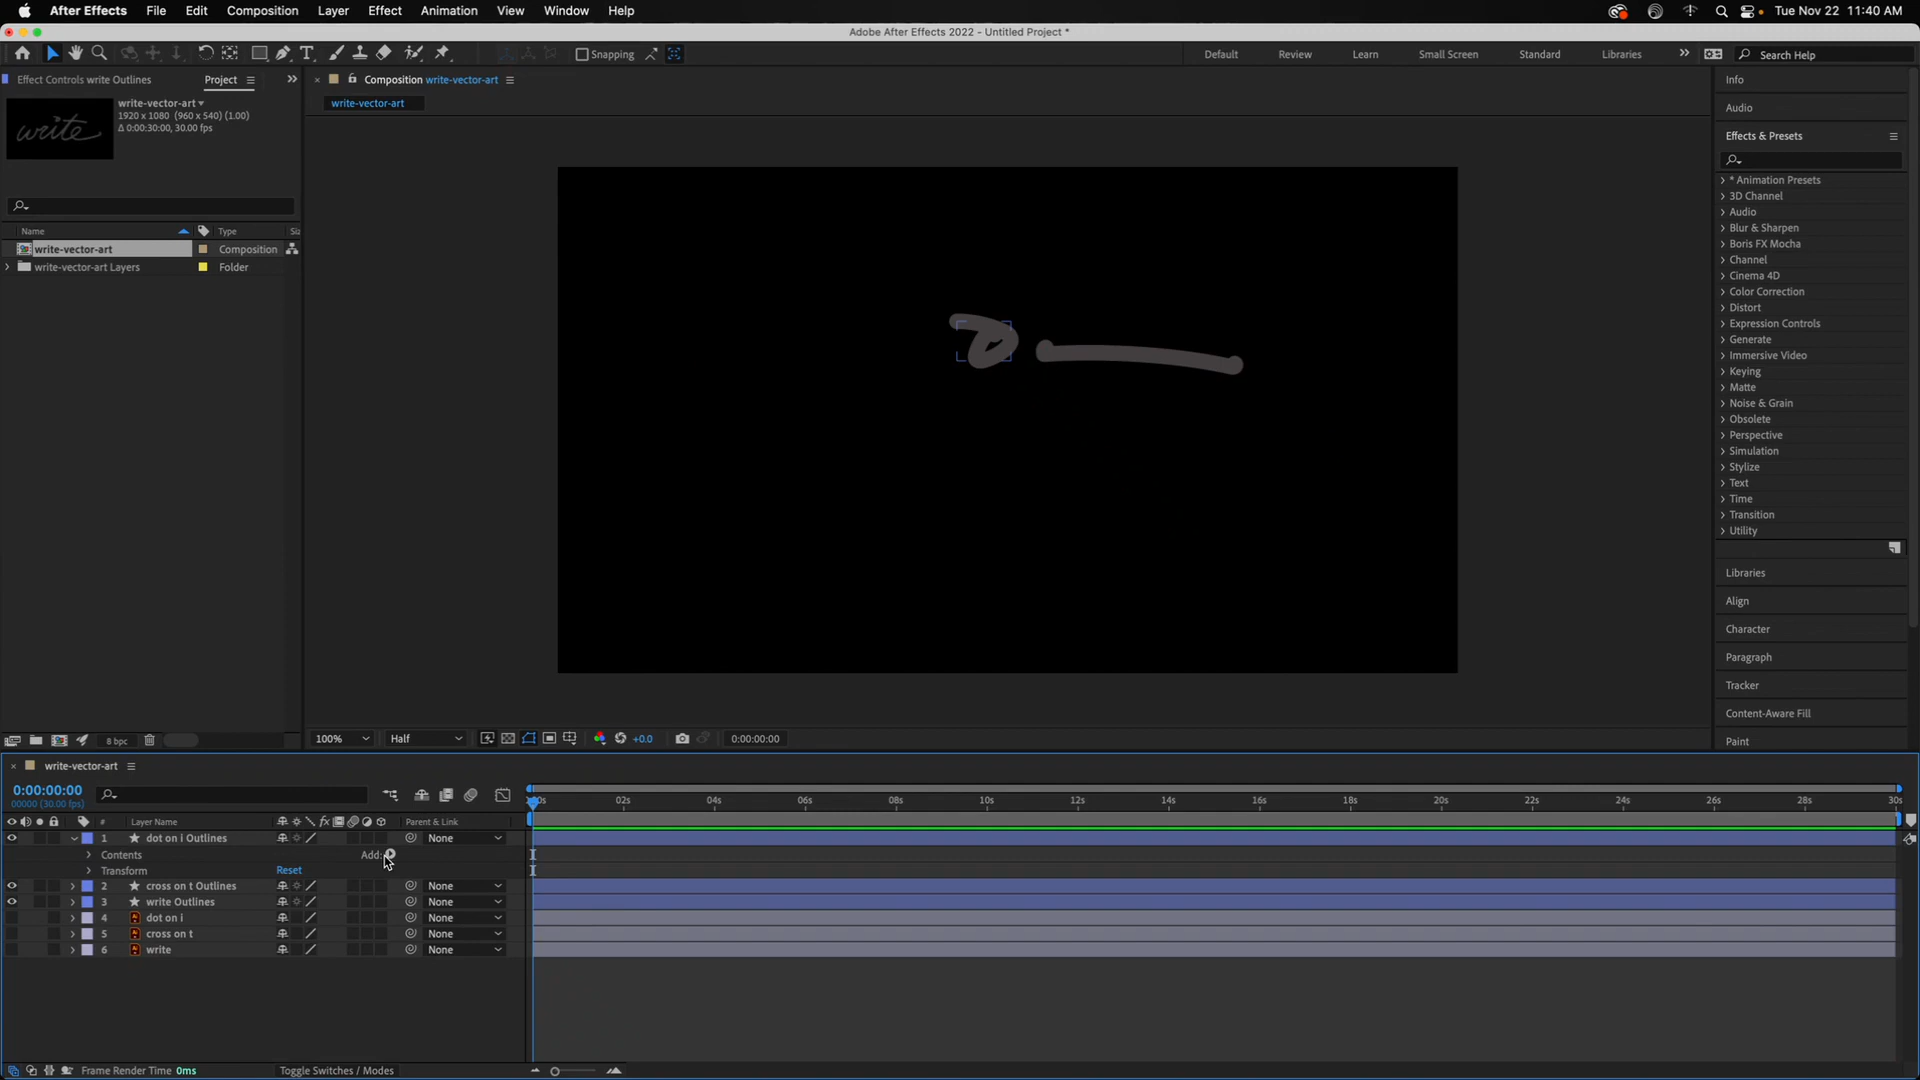 After Effects File Edit Composition Layer Effect Animation View Window Help Tue Nov 22 11:40 AM
Adobe After Effects 2022 - Untitled Project *
Snapping Default Review Learn Small Screen Standard Libraries Search Help
Effect Controls write Outlines Project Composition write-vector-art Info
write-vector-art
write-vector-art
1920 x 1080 (960 x 540) (1.00)
Δ 0:00:30:00, 30.00 fps
write
Audio
Effects & Presets
Name Type Siz
write-vector-art Composition
write-vector-art Layers Folder
* Animation Presets
3D Channel
Audio
Blur & Sharpen
Boris FX Mocha
Channel
Cinema 4D
Color Correction
Distort
Expression Controls
Generate
Immersive Video
Keying
Matte
Noise & Grain
Obsolete
Perspective
Simulation
Stylize
Text
Time
Transition
Utility
Libraries
Align
Character
Paragraph
Tracker
Content-Aware Fill
Paint
8 bpc 100% Half +0.0 0:00:00:00
write-vector-art
0:00:00:00
00000 (30.00 fps)
02s 04s 06s 08s 10s 12s 14s 16s 18s 20s 22s 24s 26s 28s 30s
# Layer Name fx Parent & Link
1 dot on i Outlines None
Contents Add:
Transform Reset
2 cross on t Outlines None
3 write Outlines None
4 Ai dot on i None
5 Ai cross on t None
6 Ai write None
Frame Render Time 0ms Toggle Switches / Modes